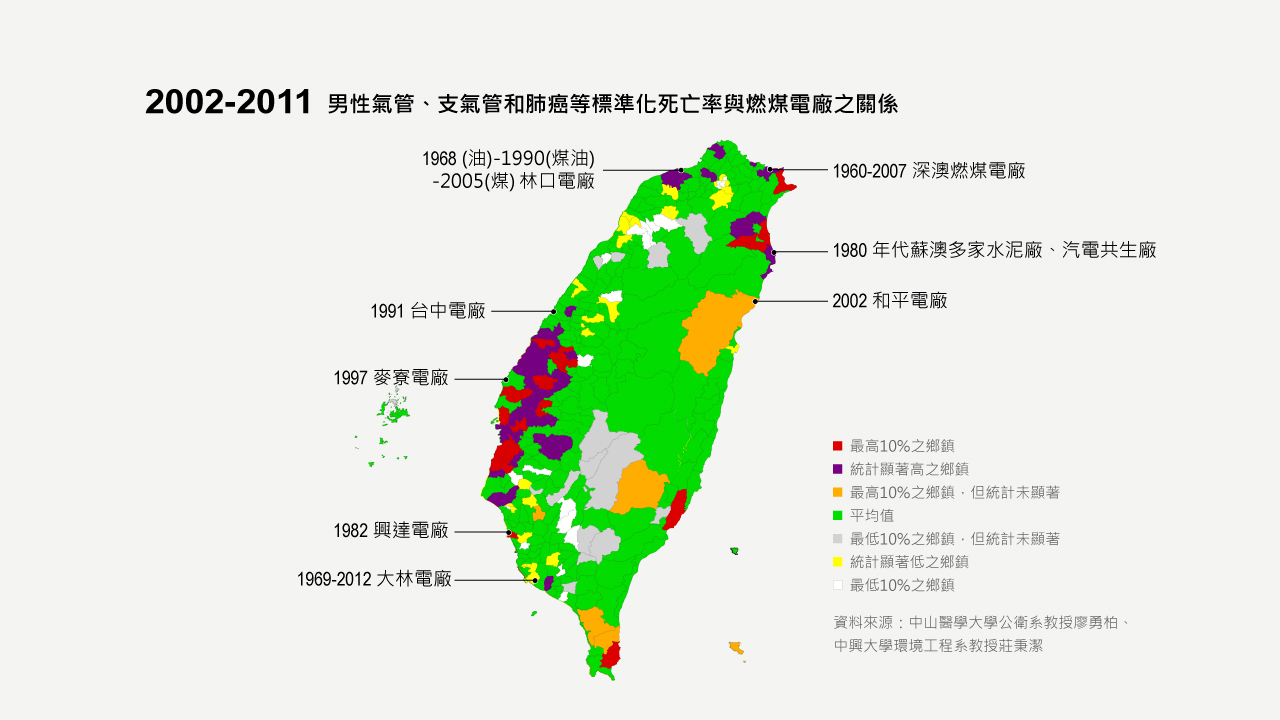 2002-2011 男性氣管、支氣管和肺癌等標準化死亡率與燃煤電廠之關係
1968 (油)-1990(煤油)
-2005(煤) 林口電廠
1960-2007 深澳燃煤電廠
1980 年代蘇澳多家水泥廠、汽電共生廠
2002 和平電廠
1991 台中電廠
1997 麥寮電廠
1982 興達電廠
1969-2012 大林電廠
最高10%之鄉鎮
統計顯著高之鄉鎮
最高10%之鄉鎮，但統計未顯著
平均值
最低10%之鄉鎮，但統計未顯著
統計顯著低之鄉鎮
最低10%之鄉鎮
資料來源：中山醫學大學公衛系教授廖勇柏、
中興大學環境工程系教授莊秉潔